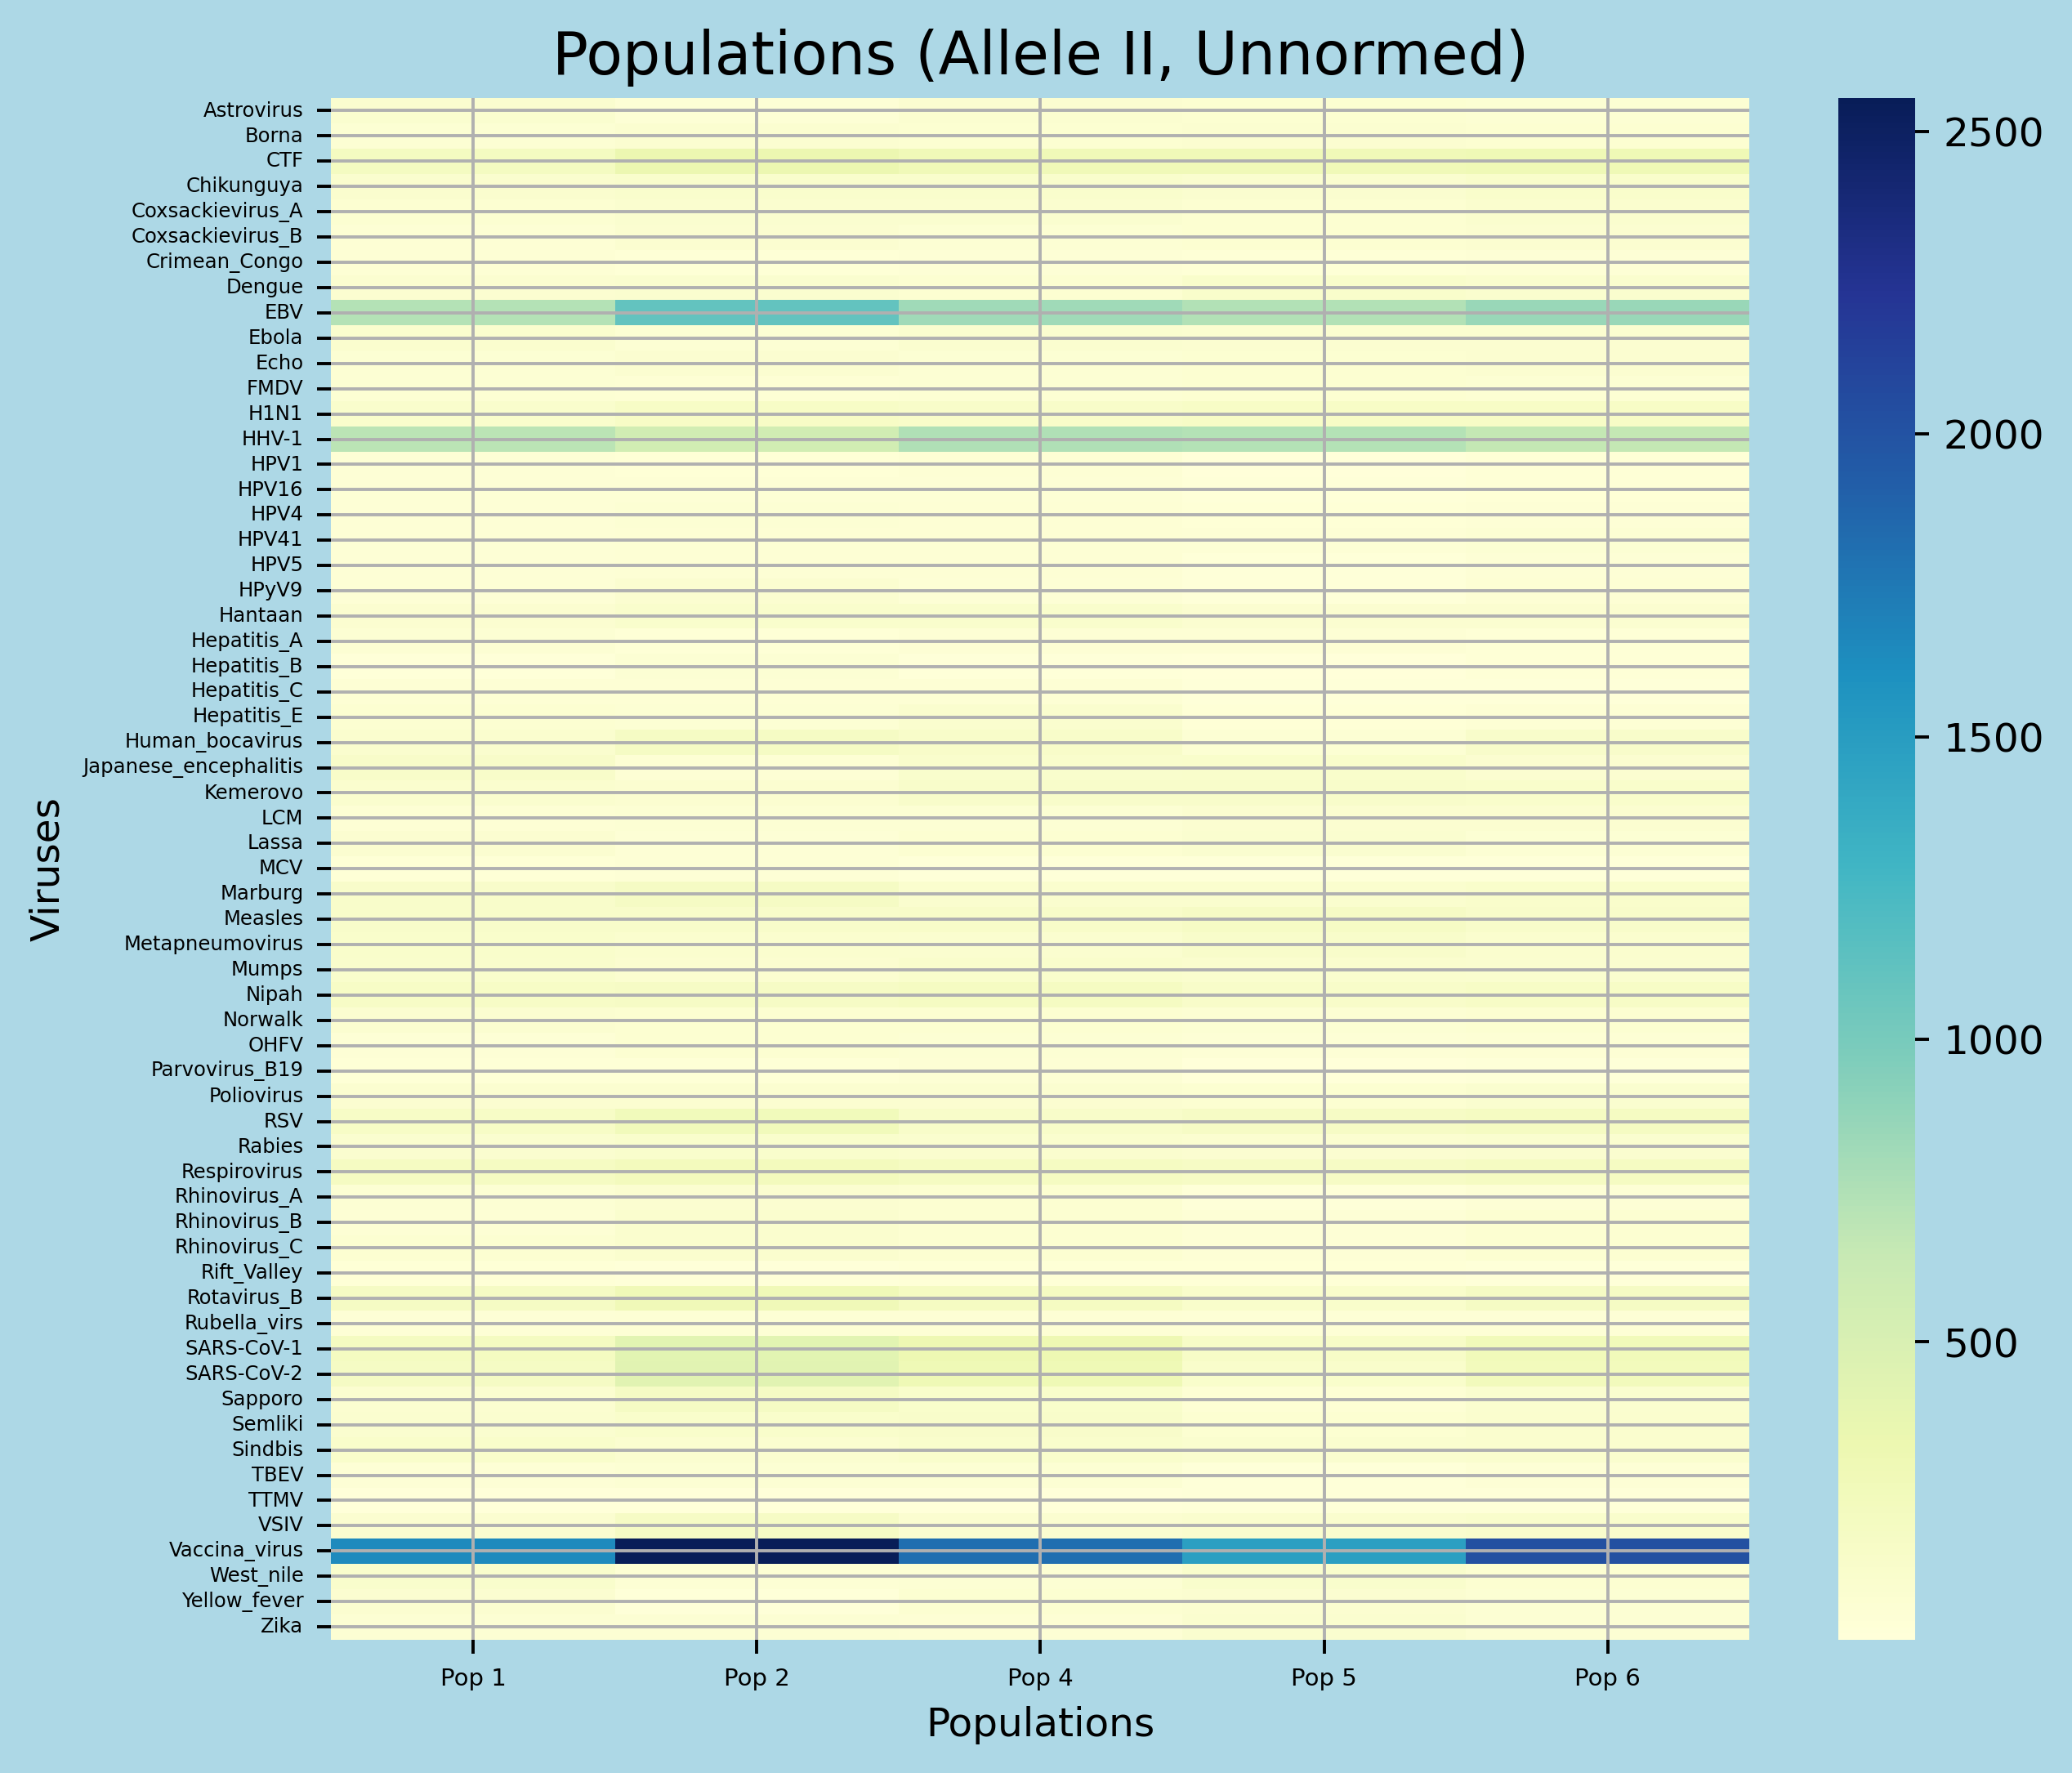 Populations (Allele II, Unnormed)
Astrovirus
Borna
CTF
Chikunguya
Coxsackievirus_A
Coxsackievirus_B
Crimean_Congo
Dengue
EBV
Ebola
Echo
FMDV
H1N1
HHV-1
HPV1
HPV16
HPV4
HPV41
HPV5
HPyV9
Hantaan
Hepatitis_A
Hepatitis_B
Hepatitis_C
Hepatitis_E
Human_bocavirus
Japanese_encephalitis
Kemerovo
LCM
Lassa
MCV
Marburg
Measles
Metapneumovirus
Mumps
Nipah
Norwalk
OHFV
Parvovirus_B19
Poliovirus
RSV
Rabies
Respirovirus
Rhinovirus_A
Rhinovirus_B
Rhinovirus_C
Rift_Valley
Rotavirus_B
Rubella_virs
SARS-CoV-1
SARS-CoV-2
Sapporo
Semliki
Sindbis
TBEV
TTMV
VSIV
Vaccina_virus
West_nile
Yellow_fever
Zika
Viruses
Pop 1 Pop 2 Pop 4 Pop 5 Pop 6
Populations
2500
2000
1500
1000
500